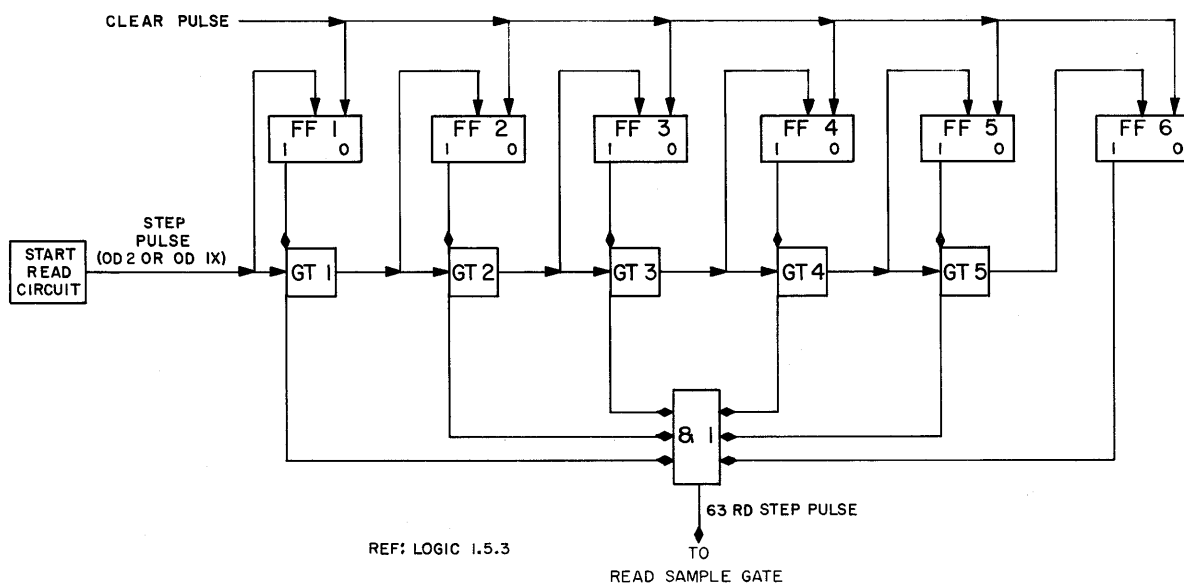 CLEAR PULSE
FF 1
1 0
FF 2
1 0
FF 3
1 0
FF 4
1 0
FF 5
1 0
FF 6
1 0
START
READ
CIRCUIT
STEP
PULSE
(OD 2 OR OD 1X)
GT 1
GT 2
GT 3
GT 4
GT 5
& 1
63 RD STEP PULSE
REF: LOGIC 1.5.3
TO
READ SAMPLE GATE